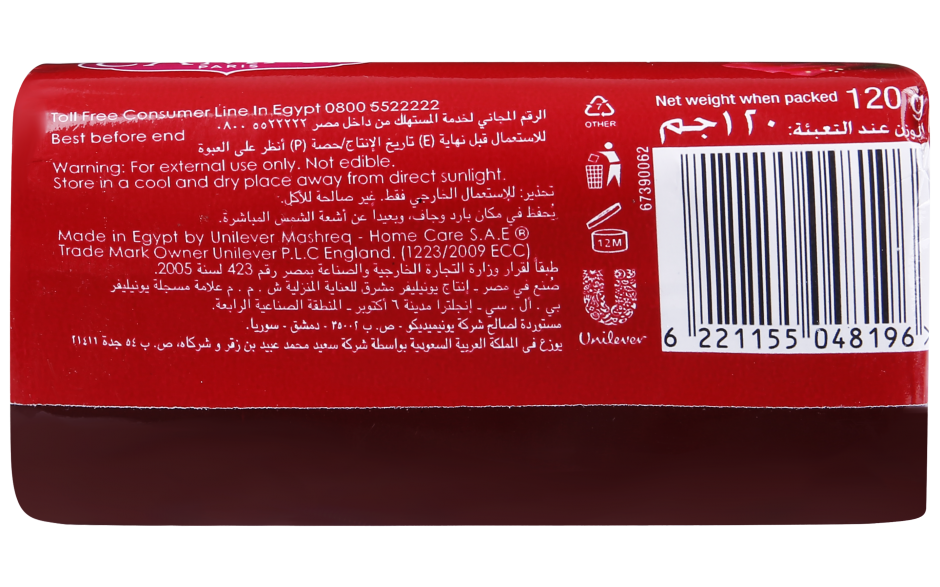 PARIS
Toll Free Consumer Line In Egypt 0800 5522222
الرقم المجاني لخدمة المستهلك من داخل مصر ٥٥٢٢٢٢٢ ٠٨٠٠
Best before end
للاستعمال قبل نهاية (E) تاريخ الإنتاج/حصة (P) أنظر على العبوة
Warning: For external use only. Not edible.
Store in a cool and dry place away from direct sunlight.
تحذير: للإستعمال الخارجي فقط. غير صالحة للأكل.
يُحفظ في مكان بارد وجاف، وبعيداً عن أشعة الشمس المباشرة.
Made in Egypt by Unilever Mashreq - Home Care S.A.E ®
Trade Mark Owner Unilever P.L.C England. (1223/2009 ECC)
طبقاً لقرار وزارة التجارة الخارجية والصناعة بمصر رقم 423 لسنة 2005.
صُنع في مصر - إنتاج يونيليفر مشرق للعناية المنزلية ش . م . م علامة مسجلة يونيليفر
بي . أل . سي - إنجلترا مدينة ٦ أكتوبر - المنطقة الصناعية الرابعة.
مستوردة لصالح شركة يونيميديكو - ص. ب ٣٥٠٠٢ - دمشق - سوريا.
يوزع في المملكة العربية السعودية بواسطة شركة سعيد محمد عبيد بن زقر و شركاه، ص. ب ٥٤ جدة ٢١٤١١
7
OTHER
67390062
12M
Unilever
Net weight when packed 120 g
الوزن عند التعبئة: ١٢٠جم
6 221155 048196 >